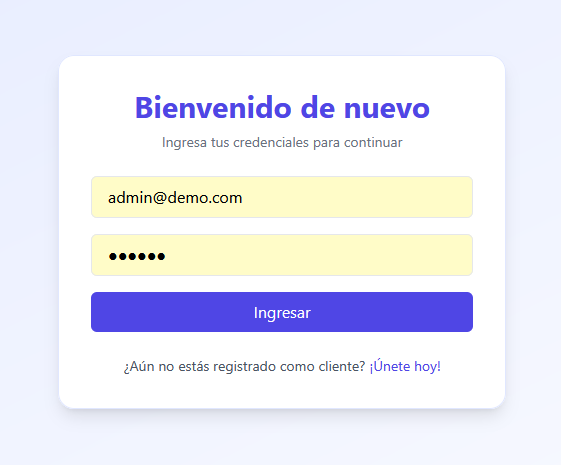 Bienvenido de nuevo
Ingresa tus credenciales para continuar
admin@demo.com
●●●●●●
Ingresar
¿Aún no estás registrado como cliente? ¡Únete hoy!